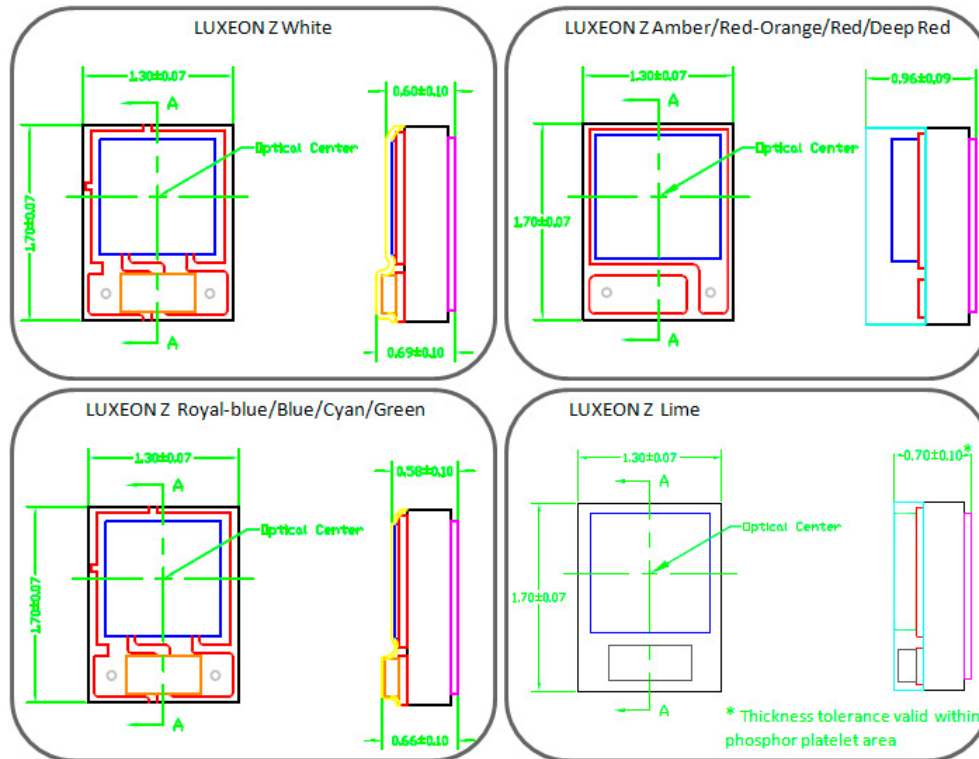 LUXEON Z White
1.30±0.07
0.60±0.10
A
Optical Center
1.70±0.07
A
0.69±0.10
LUXEON Z Amber/Red-Orange/Red/Deep Red
1.30±0.07
0.96±0.09
A
Optical Center
1.70±0.07
A
LUXEON Z Royal-blue/Blue/Cyan/Green
1.30±0.07
0.58±0.10
A
Optical Center
1.70±0.07
A
0.66±0.10
LUXEON Z Lime
1.30±0.07
0.70±0.10*
A
Optical Center
1.70±0.07
A
* Thickness tolerance valid within
phosphor platelet area